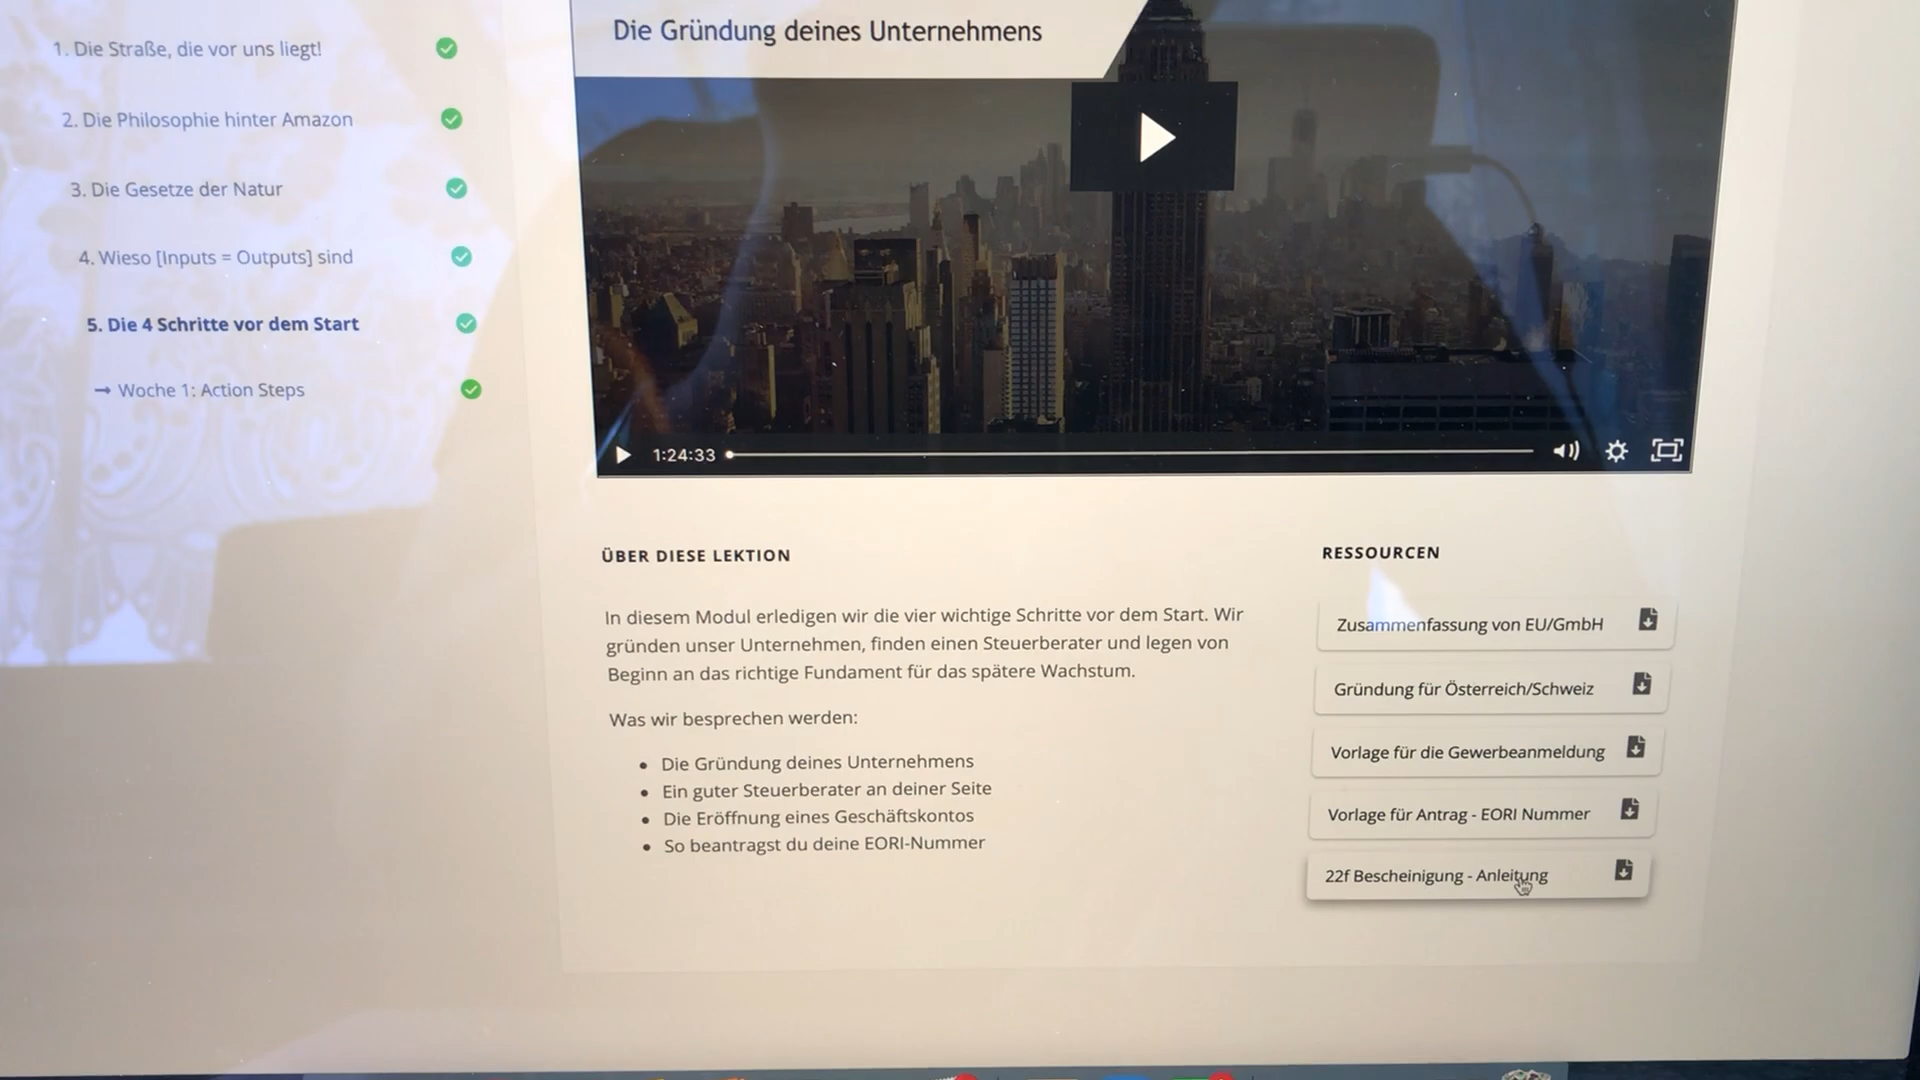 1. Die Straße, die vor uns liegt!
2. Die Philosophie hinter Amazon
3. Die Gesetze der Natur
4. Wieso [Inputs = Outputs] sind
5. Die 4 Schritte vor dem Start
→ Woche 1: Action Steps
Die Gründung deines Unternehmens
1:24:33
ÜBER DIESE LEKTION
In diesem Modul erledigen wir die vier wichtige Schritte vor dem Start. Wir
gründen unser Unternehmen, finden einen Steuerberater und legen von
Beginn an das richtige Fundament für das spätere Wachstum.
Was wir besprechen werden:
• Die Gründung deines Unternehmens
• Ein guter Steuerberater an deiner Seite
• Die Eröffnung eines Geschäftskontos
• So beantragst du deine EORI-Nummer
RESSOURCEN
Zusammenfassung von EU/GmbH
Gründung für Österreich/Schweiz
Vorlage für die Gewerbeanmeldung
Vorlage für Antrag - EORI Nummer
22f Bescheinigung - Anleitung